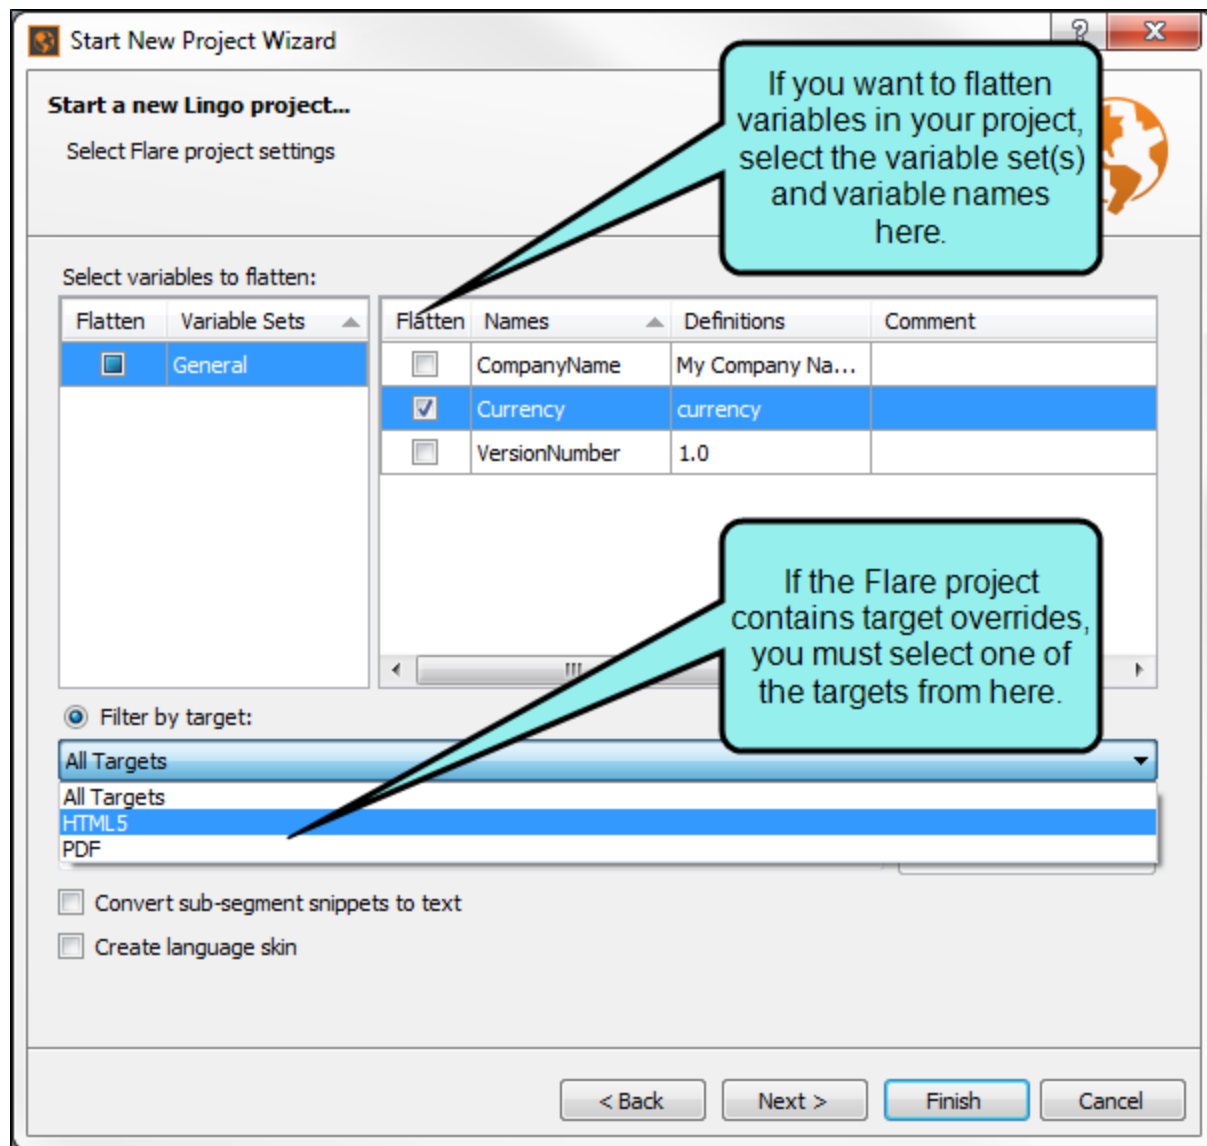 Start New Project Wizard
?
X
Start a new Lingo project...
Select Flare project settings
If you want to flatten
variables in your project,
select the variable set(s)
and variable names
here.
Select variables to flatten:
Flatten Variable Sets
General
Flatten Names Definitions Comment
CompanyName My Company Na...
Currency currency
VersionNumber 1.0
If the Flare project
contains target overrides,
you must select one of
the targets from here.
Filter by target:
All Targets
All Targets
HTML5
PDF
Convert sub-segment snippets to text
Create language skin
< Back Next > Finish Cancel